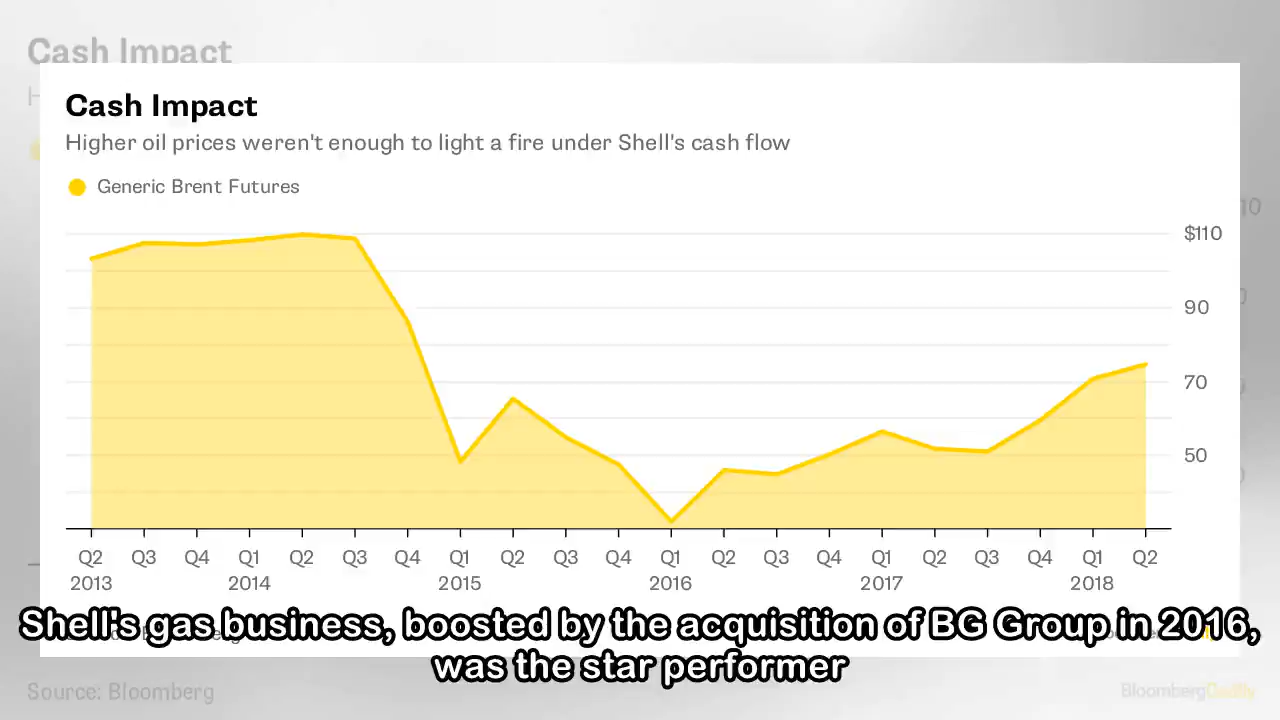 Cash Impact
Cash Impact
Higher oil prices weren't enough to light a fire under Shell's cash flow
Generic Brent Futures
$110
90
70
50
Q2 Q3 Q4 Q1 Q2 Q3 Q4 Q1 Q2 Q3 Q4 Q1 Q2 Q3 Q4 Q1 Q2 Q3 Q4 Q1 Q2
2013 2014 2015 2016 2017 2018
Shell's gas business, boosted by the acquisition of BG Group in 2016,
was the star performer
Source: Bloomberg
BloombergGadfly